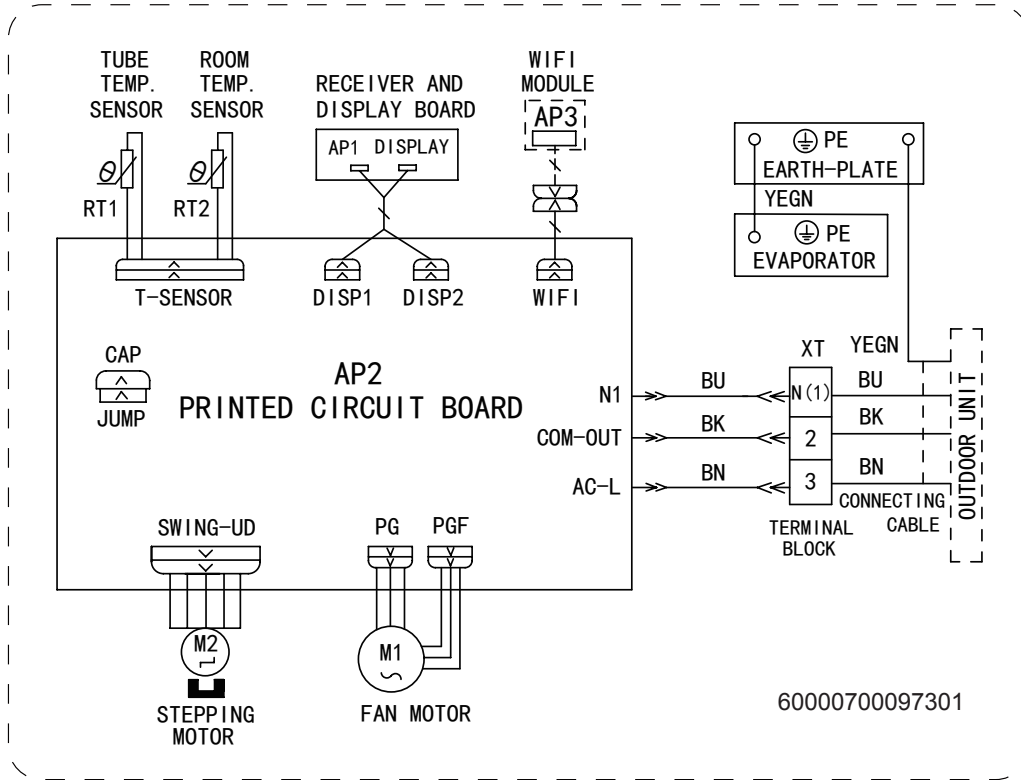 TUBE
TEMP.
SENSOR
ROOM
TEMP.
SENSOR
RECEIVER AND
DISPLAY BOARD
WIFI
MODULE
AP3
AP1 DISPLAY
PE
EARTH-PLATE
YEGN
PE
EVAPORATOR
θ
RT1
θ
RT2
T-SENSOR
DISP1
DISP2
WIFI
CAP
JUMP
AP2
PRINTED CIRCUIT BOARD
N1
COM-OUT
AC-L
BU
BK
BN
XT
N(1)
2
3
TERMINAL
BLOCK
YEGN
BU
BK
BN
CONNECTING
CABLE
OUTDOOR UNIT
SWING-UD
PG
PGF
M2
STEPPING
MOTOR
M1
FAN MOTOR
60000700097301